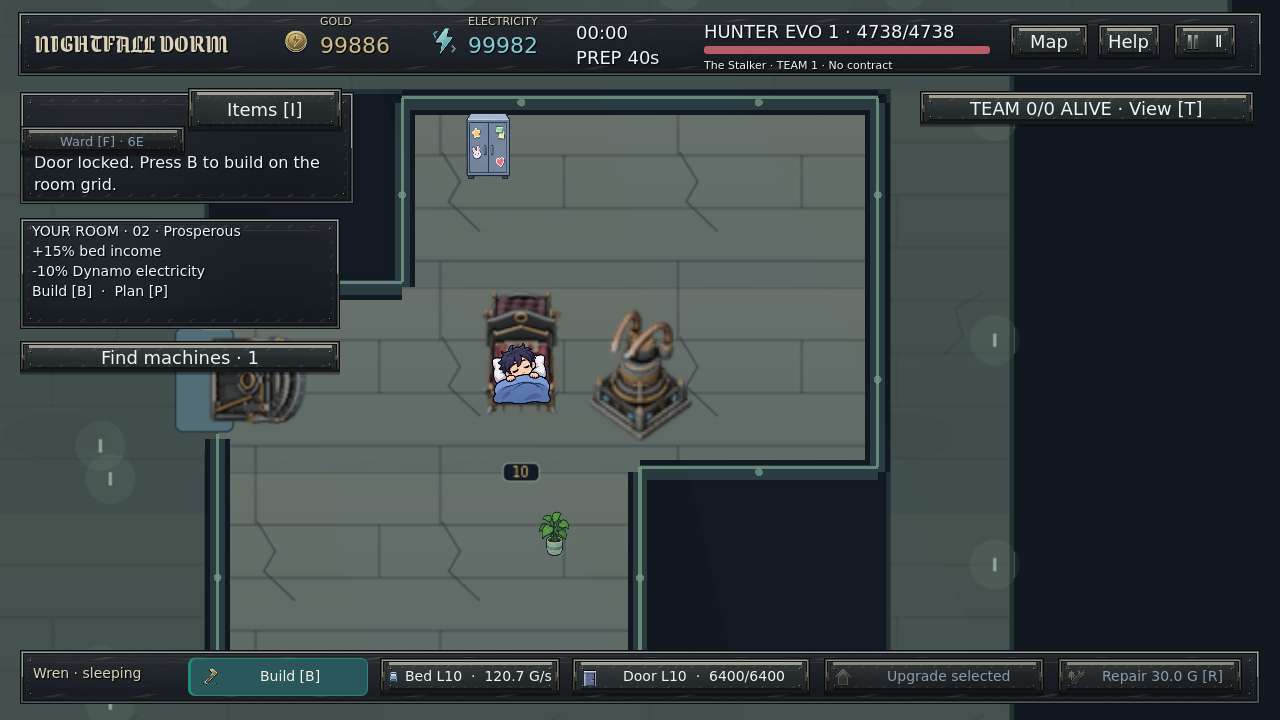 NIGHTFALL DORM
GOLD
99886
ELECTRICITY
99982
00:00
PREP 40s
HUNTER EVO 1 · 4738/4738
The Stalker · TEAM 1 · No contract
Map
Help
II
Items [I]
Ward [F] · 6E
Door locked. Press B to build on the
room grid.
TEAM 0/0 ALIVE · View [T]
YOUR ROOM · 02 · Prosperous
+15% bed income
-10% Dynamo electricity
Build [B] · Plan [P]
Find machines · 1
10
Wren · sleeping
Build [B]
Bed L10 · 120.7 G/s
Door L10 · 6400/6400
Upgrade selected
Repair 30.0 G [R]